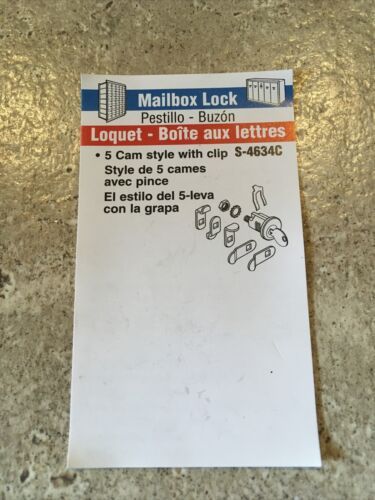 Mailbox Lock
Pestillo - Buzón
Loquet - Boîte aux lettres
• 5 Cam style with clip S-4634C
Style de 5 cames
avec pince
El estilo del 5-leva
con la grapa